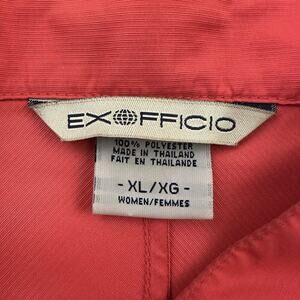 EXOFFICIO
100% POLYESTER
MADE IN THAILAND
FAIT EN THAILANDE
- XL/XG -
WOMEN/FEMMES